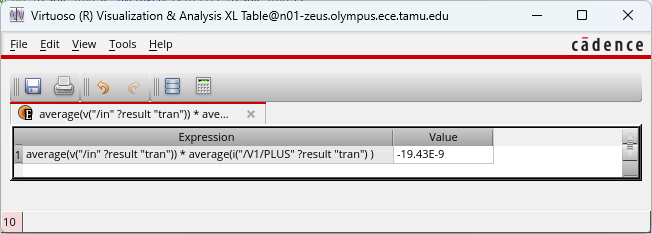 Virtuoso (R) Visualization & Analysis XL Table@n01-zeus.olympus.ece.tamu.edu
File Edit View Tools Help
cādence
E average(v("/in" ?result "tran")) * ave...
Expression Value
1 average(v("/in" ?result "tran")) * average(i("/V1/PLUS" ?result "tran") ) -19.43E-9
10